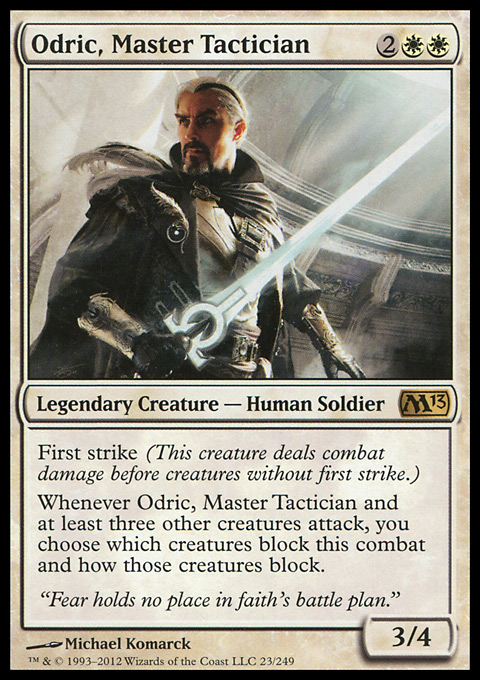 Odric, Master Tactician 2
Legendary Creature — Human Soldier M13
First strike (This creature deals combat
damage before creatures without first strike.)
Whenever Odric, Master Tactician and
at least three other creatures attack, you
choose which creatures block this combat
and how those creatures block.
“Fear holds no place in faith’s battle plan.”
Michael Komarck
3/4
™ & © 1993–2012 Wizards of the Coast LLC 23/249